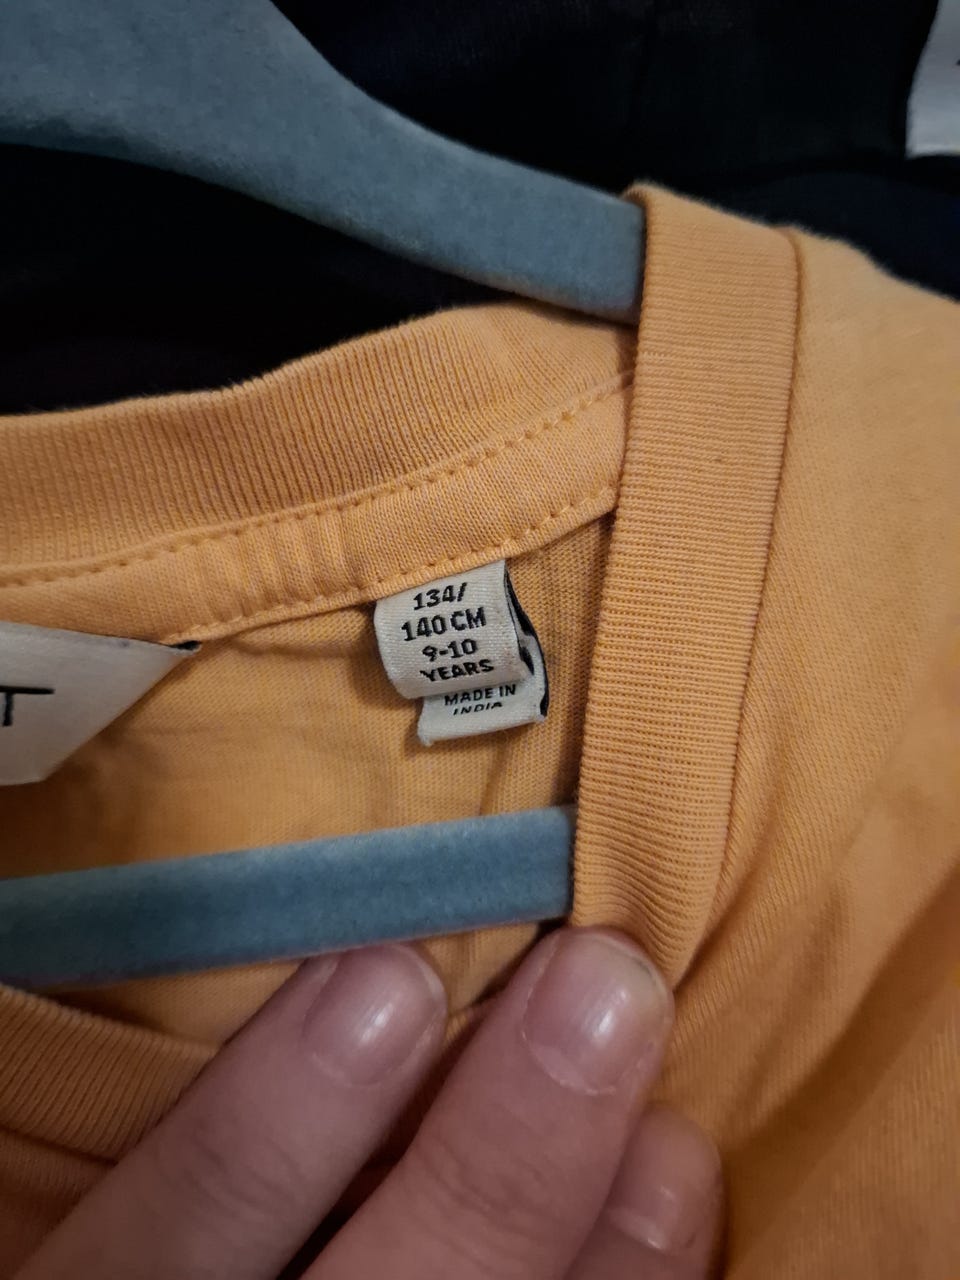 134/
140 CM
9-10
YEARS
MADE IN
INDIA
T